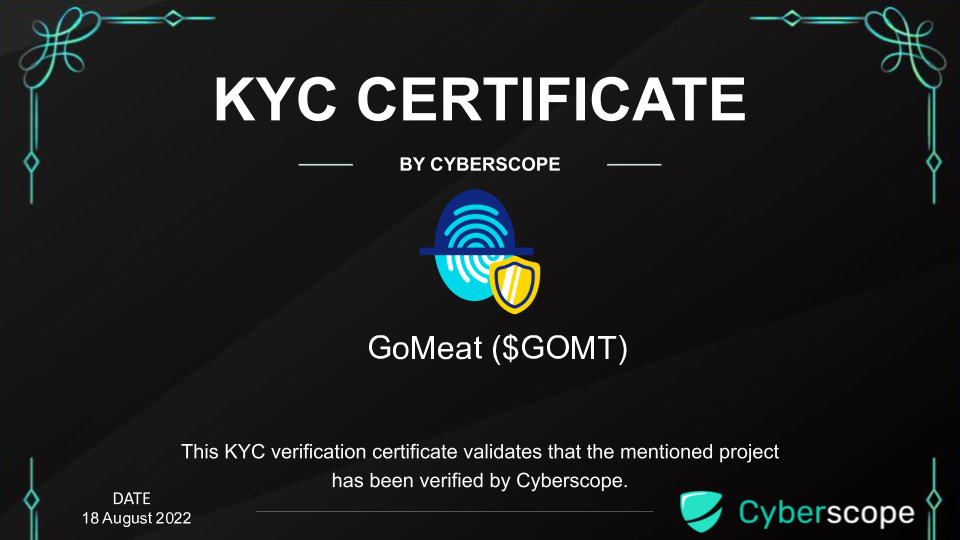 KYC CERTIFICATE
BY CYBERSCOPE
GoMeat ($GOMT)
This KYC verification certificate validates that the mentioned project
has been verified by Cyberscope.
DATE
18 August 2022
Cyberscope